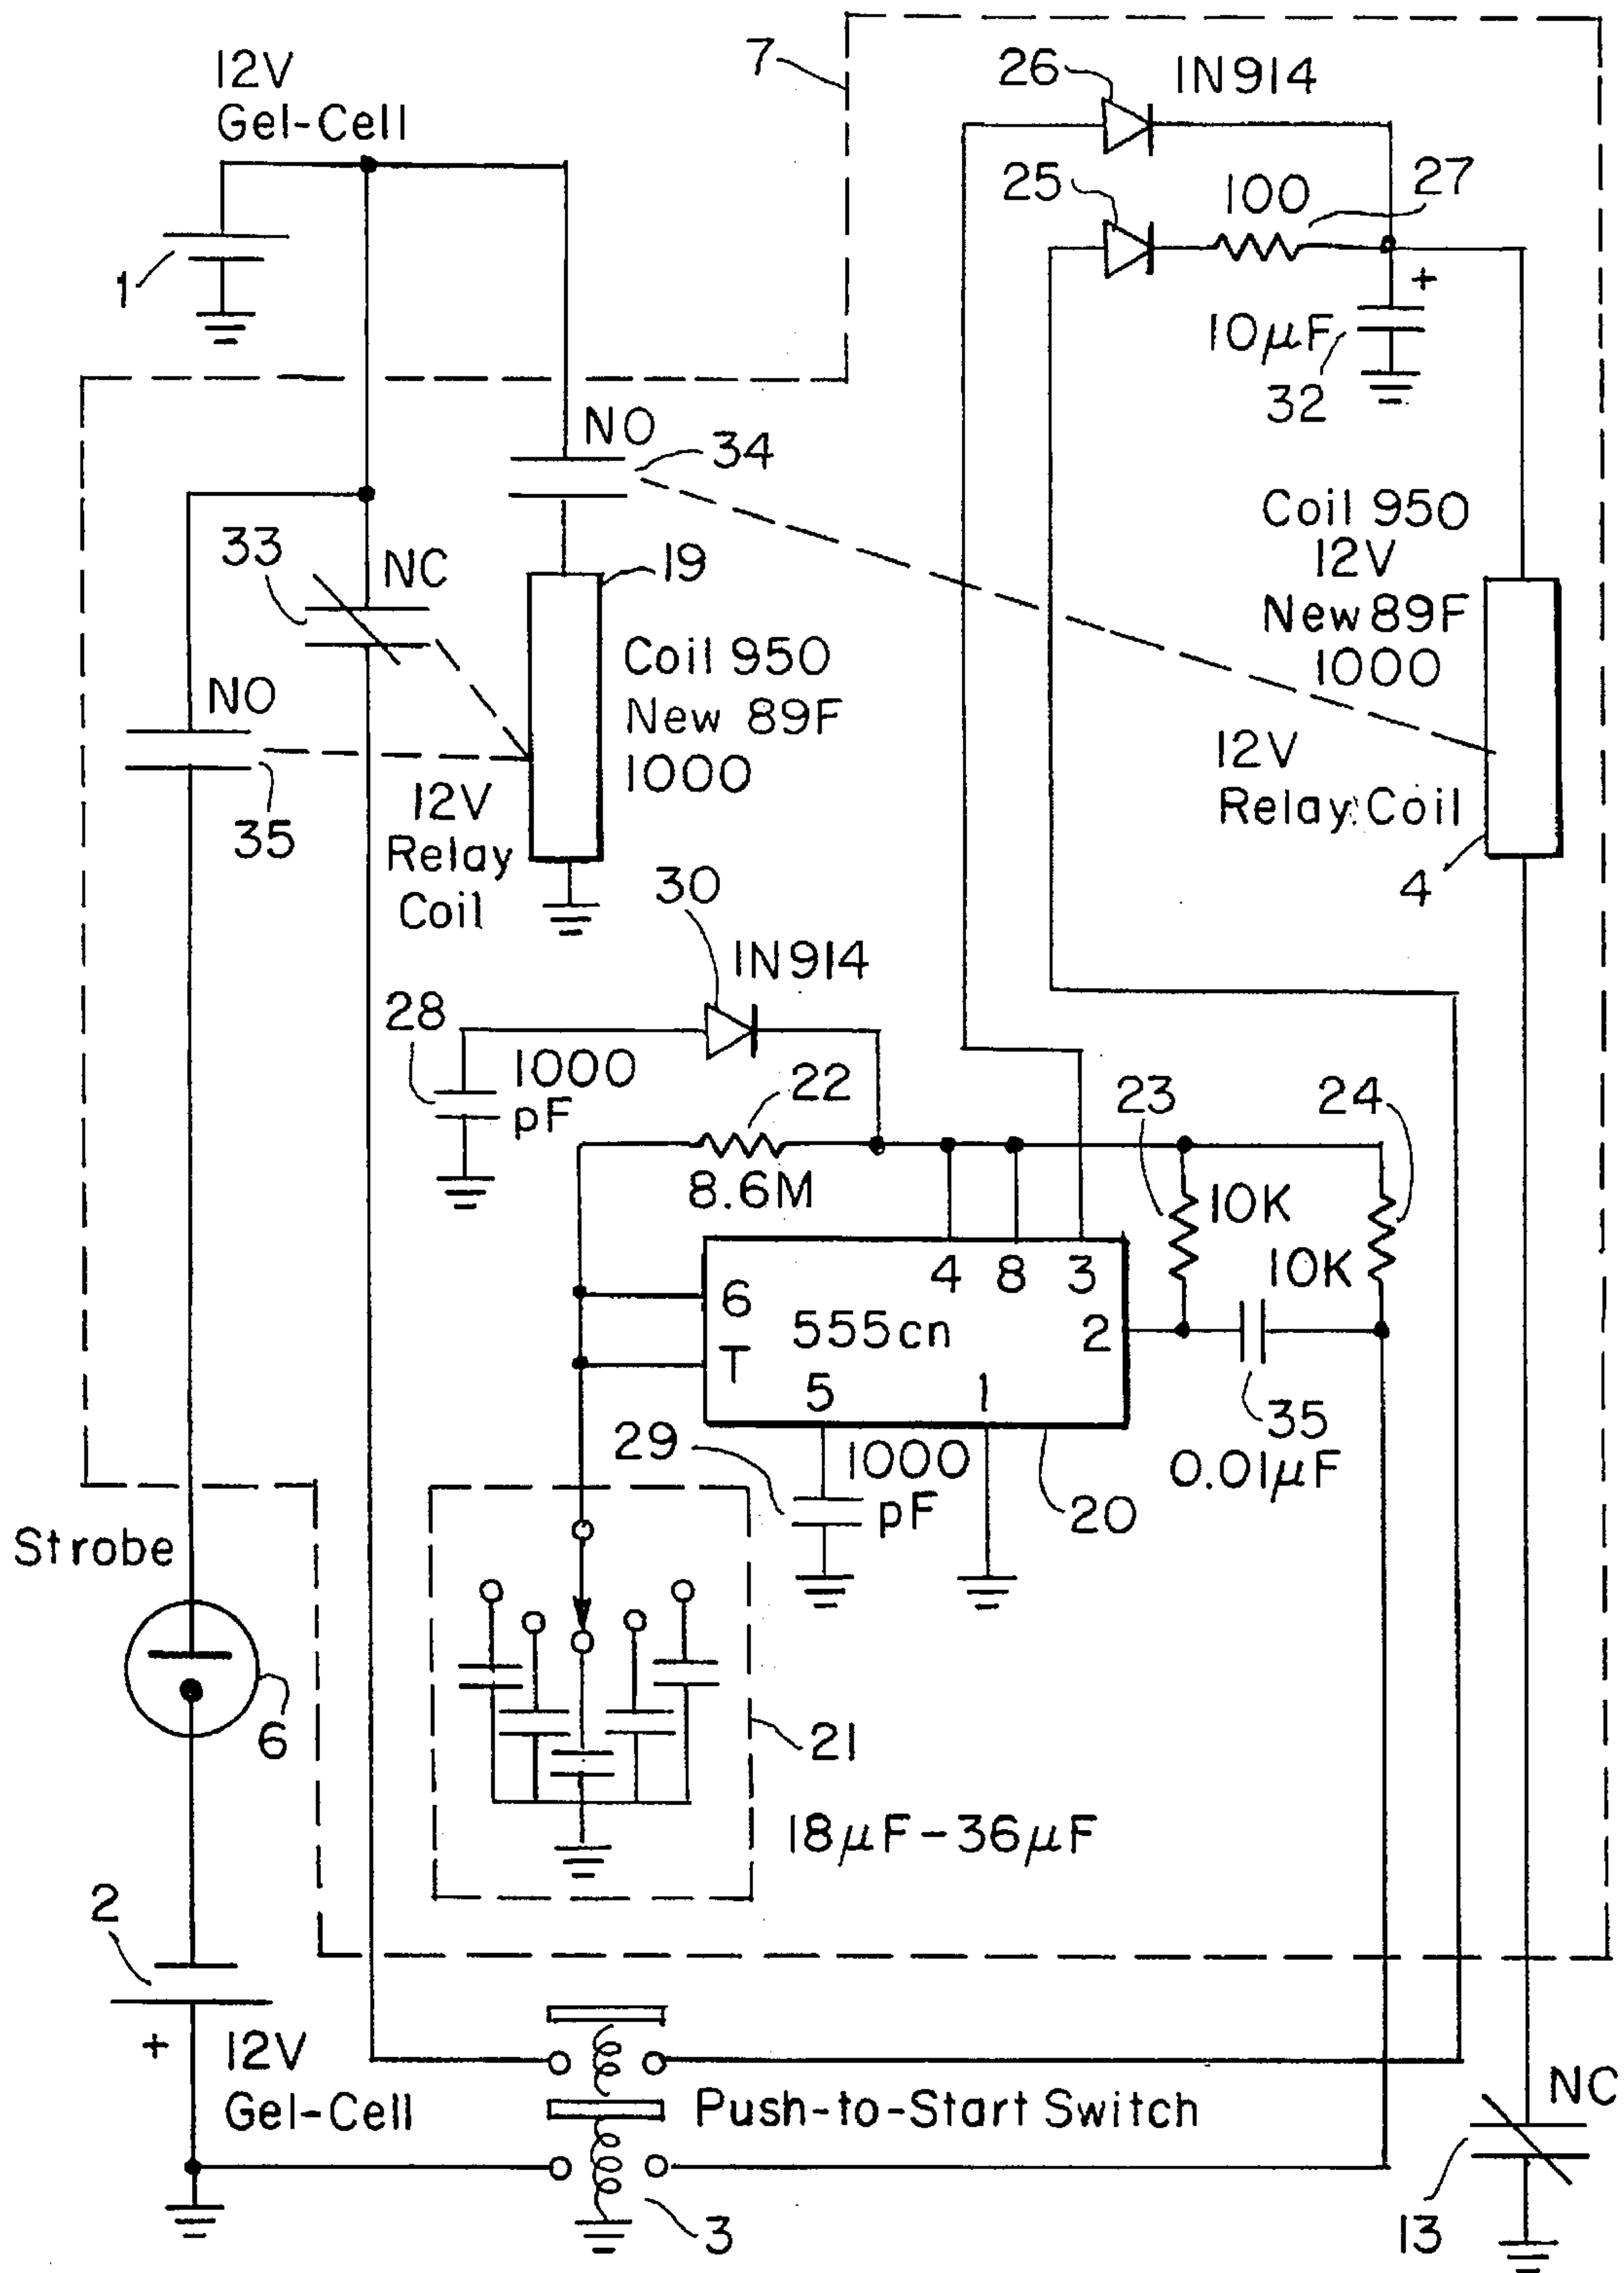 12V
Gel-Cell
1
7
26
1N914
25
100
27
+
10µF
32
NO
34
33
NC
19
NO
35
Coil 950
New 89F
1000
12V
Relay
Coil
Coil 950
12V
New 89F
1000
12V
Relay Coil
4
30
1N914
28
1000
pF
22
8.6M
23
24
10K
10K
4 8 3
6
555cn
2
T
5
1
29
1000
pF
20
35
0.01µF
Strobe
6
21
18µF-36µF
2
+
12V
Gel-Cell
Push-to-Start Switch
3
NC
13